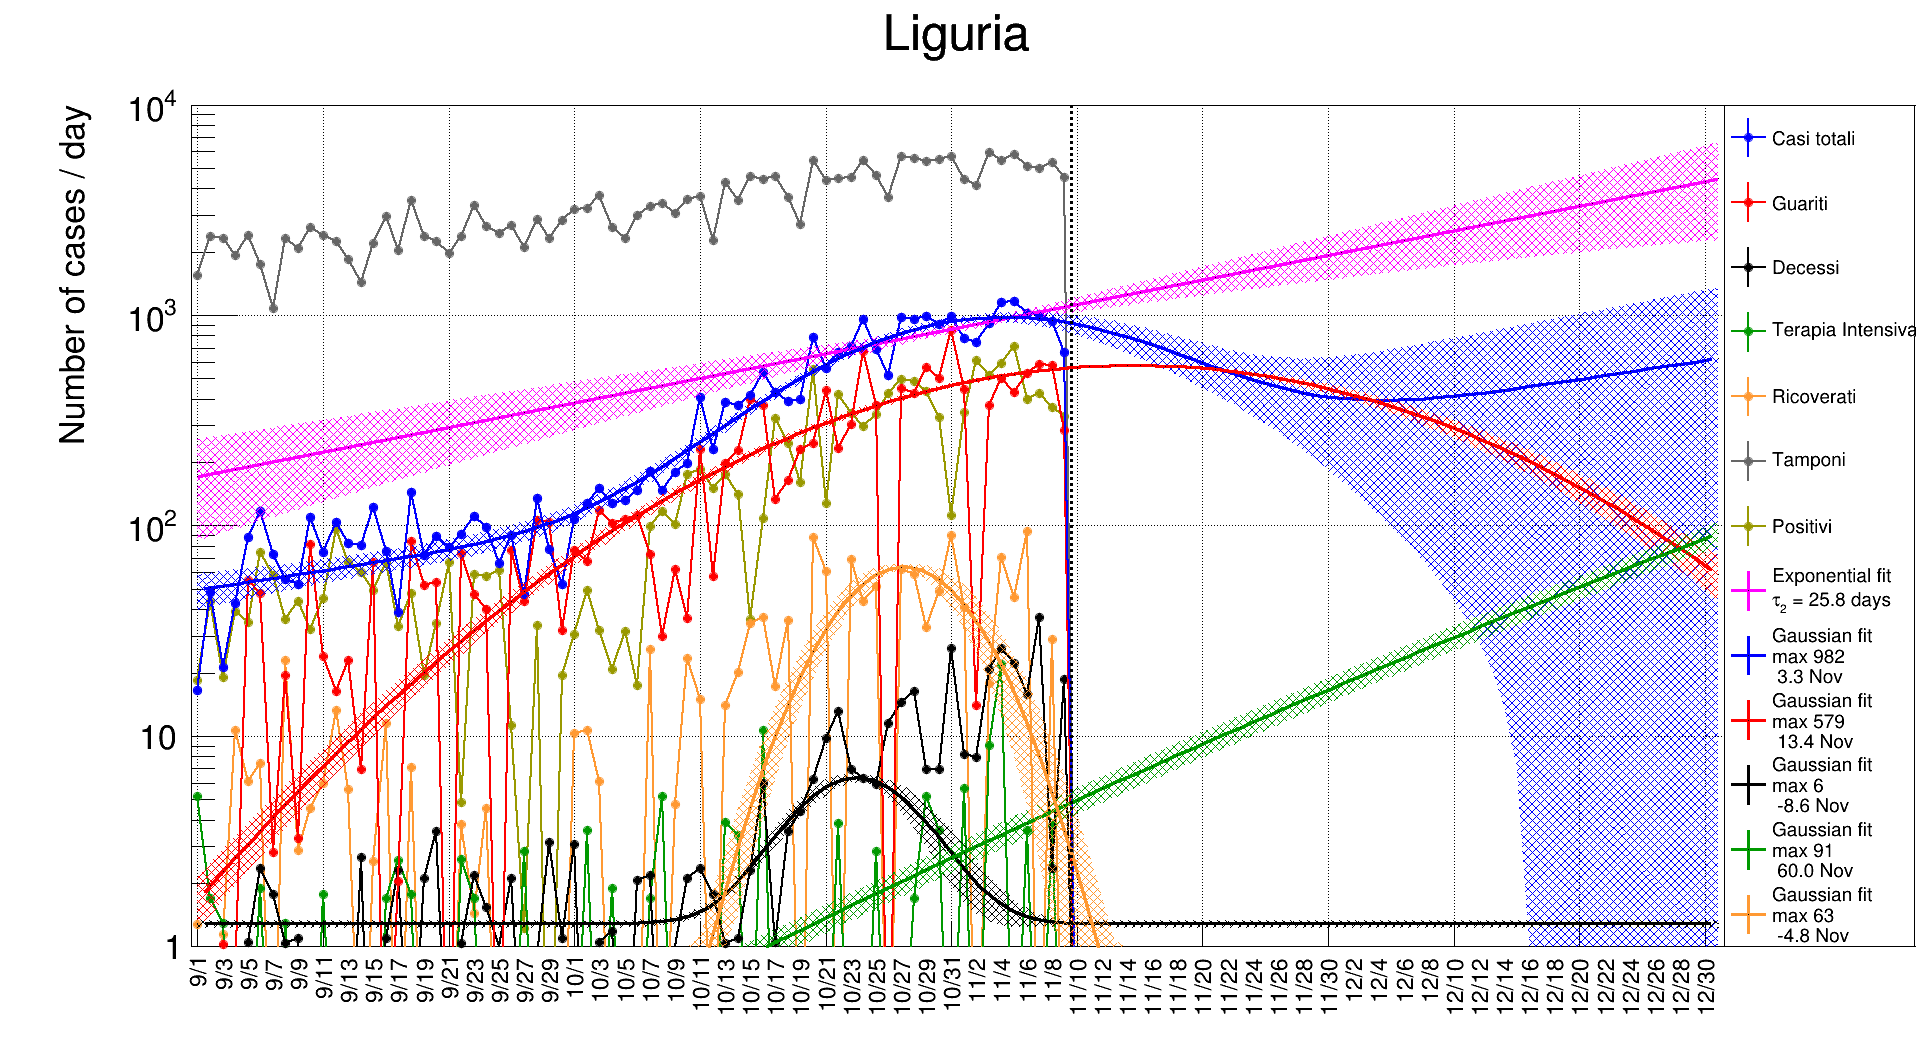 Liguria
Number of cases / day
10^4
10^3
10^2
10
1
9/1 9/3 9/5 9/7 9/9 9/11 9/13 9/15 9/17 9/19 9/21 9/23 9/25 9/27 9/29 10/1 10/3 10/5 10/7 10/9 10/11 10/13 10/15 10/17 10/19 10/21 10/23 10/25 10/27 10/29 10/31 11/2 11/4 11/6 11/8 11/10 11/12 11/14 11/16 11/18 11/20 11/22 11/24 11/26 11/28 11/30 12/2 12/4 12/6 12/8 12/10 12/12 12/14 12/16 12/18 12/20 12/22 12/24 12/26 12/28 12/30
Casi totali
Guariti
Decessi
Terapia Intensiva
Ricoverati
Tamponi
Positivi
Exponential fit
τ2 = 25.8 days
Gaussian fit
max 982
3.3 Nov
Gaussian fit
max 579
13.4 Nov
Gaussian fit
max 6
-8.6 Nov
Gaussian fit
max 91
60.0 Nov
Gaussian fit
max 63
-4.8 Nov